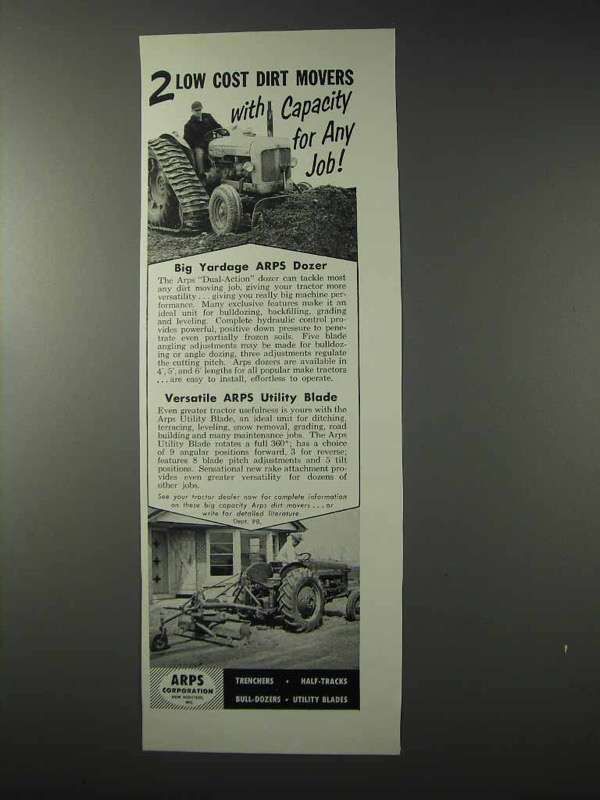 2 LOW COST DIRT MOVERS
with Capacity
for Any
Job!
Big Yardage ARPS Dozer
The Arps "Dual-Action" dozer can tackle most
any dirt moving job, giving your tractor more
versatility . . . giving you really big machine per-
formance. Many exclusive features make it an
ideal unit for bulldozing, backfilling, grading
and leveling. Complete hydraulic control pro-
vides powerful, positive down pressure to pene-
trate even partially frozen soils. Five blade
angling adjustments may be made for bulldoz-
ing or angle dozing, three adjustments regulate
the cutting pitch. Arps dozers are available in
4', 5', and 6' lengths for all popular make tractors
. . . are easy to install, effortless to operate.
Versatile ARPS Utility Blade
Even greater tractor usefulness is yours with the
Arps Utility Blade, an ideal unit for ditching,
terracing, leveling, snow removal, grading, road
building and many maintenance jobs. The Arps
Utility Blade rotates a full 360°; has a choice
of 9 angular positions forward, 3 for reverse;
features 8 blade pitch adjustments and 5 tilt
positions. Sensational new rake attachment pro-
vides even greater versatility for dozens of
other jobs.
See your tractor dealer now for complete information
on these big capacity Arps dirt movers . . . or
write for detailed literature.
Dept.
ARPS
CORPORATION
NEW HOLSTEIN,
WIS.
TRENCHERS • HALF-TRACKS
BULL-DOZERS • UTILITY BLADES